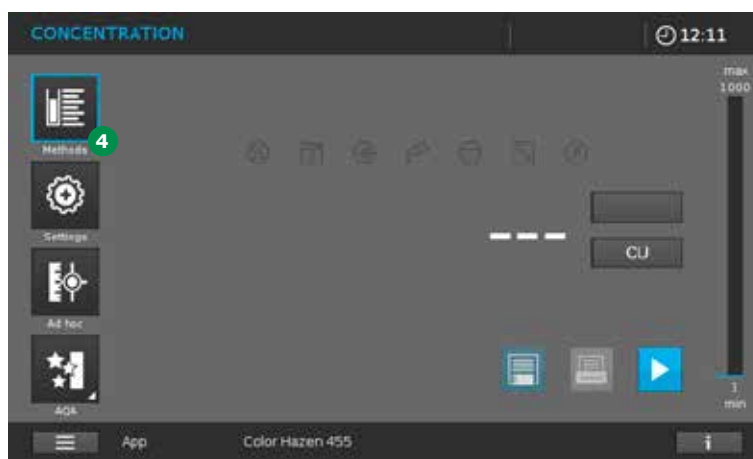 CONCENTRATION
12:11
max
1000
Methods
4
Settings
CU
Ad hoc
AQA
1
min
App
Color Hazen 455
i